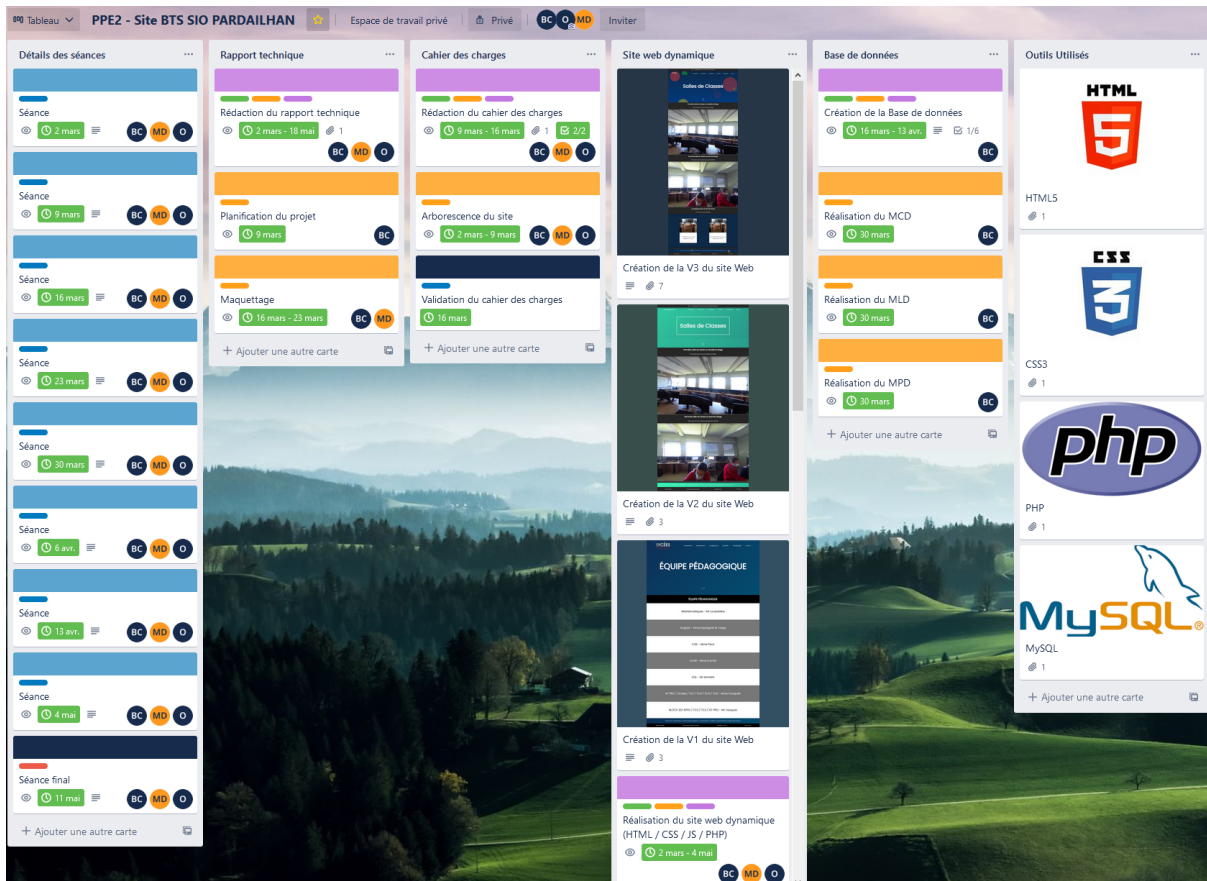 Tableau
PPE2 - Site BTS SIO PARDAILHAN
Espace de travail privé
Privé
BC O MD
Inviter
Détails des séances
Séance
2 mars
BC MD O
Séance
9 mars
BC MD O
Séance
16 mars
BC MD O
Séance
23 mars
BC MD O
Séance
30 mars
BC MD O
Séance
6 avr.
BC MD O
Séance
13 avr.
BC MD O
Séance
4 mai
BC MD O
Séance final
11 mai
BC MD O
+ Ajouter une autre carte
Rapport technique
Rédaction du rapport technique
2 mars - 18 mai 1
BC MD O
Planification du projet
9 mars
BC
Maquettage
16 mars - 23 mars
BC MD
+ Ajouter une autre carte
Cahier des charges
Rédaction du cahier des charges
9 mars - 16 mars 1 2/2
BC MD O
Arborescence du site
2 mars - 9 mars
BC MD O
Validation du cahier des charges
16 mars
+ Ajouter une autre carte
Site web dynamique
Salles de Classes
Création de la V3 du site Web
7
Salles de Classes
Création de la V2 du site Web
3
ÉQUIPE PÉDAGOGIQUE
ÉQUIPE PÉDAGOGIQUE
Création de la V1 du site Web
3
Réalisation du site web dynamique
(HTML / CSS / JS / PHP)
2 mars - 4 mai
BC MD O
Base de données
Création de la Base de données
16 mars - 13 avr. 1/6
BC
Réalisation du MCD
30 mars
BC
Réalisation du MLD
30 mars
BC
Réalisation du MPD
30 mars
BC
+ Ajouter une autre carte
Outils Utilisés
HTML
5
HTML5
1
CSS
3
CSS3
1
php
PHP
1
MySQL®
MySQL
1
+ Ajouter une autre carte